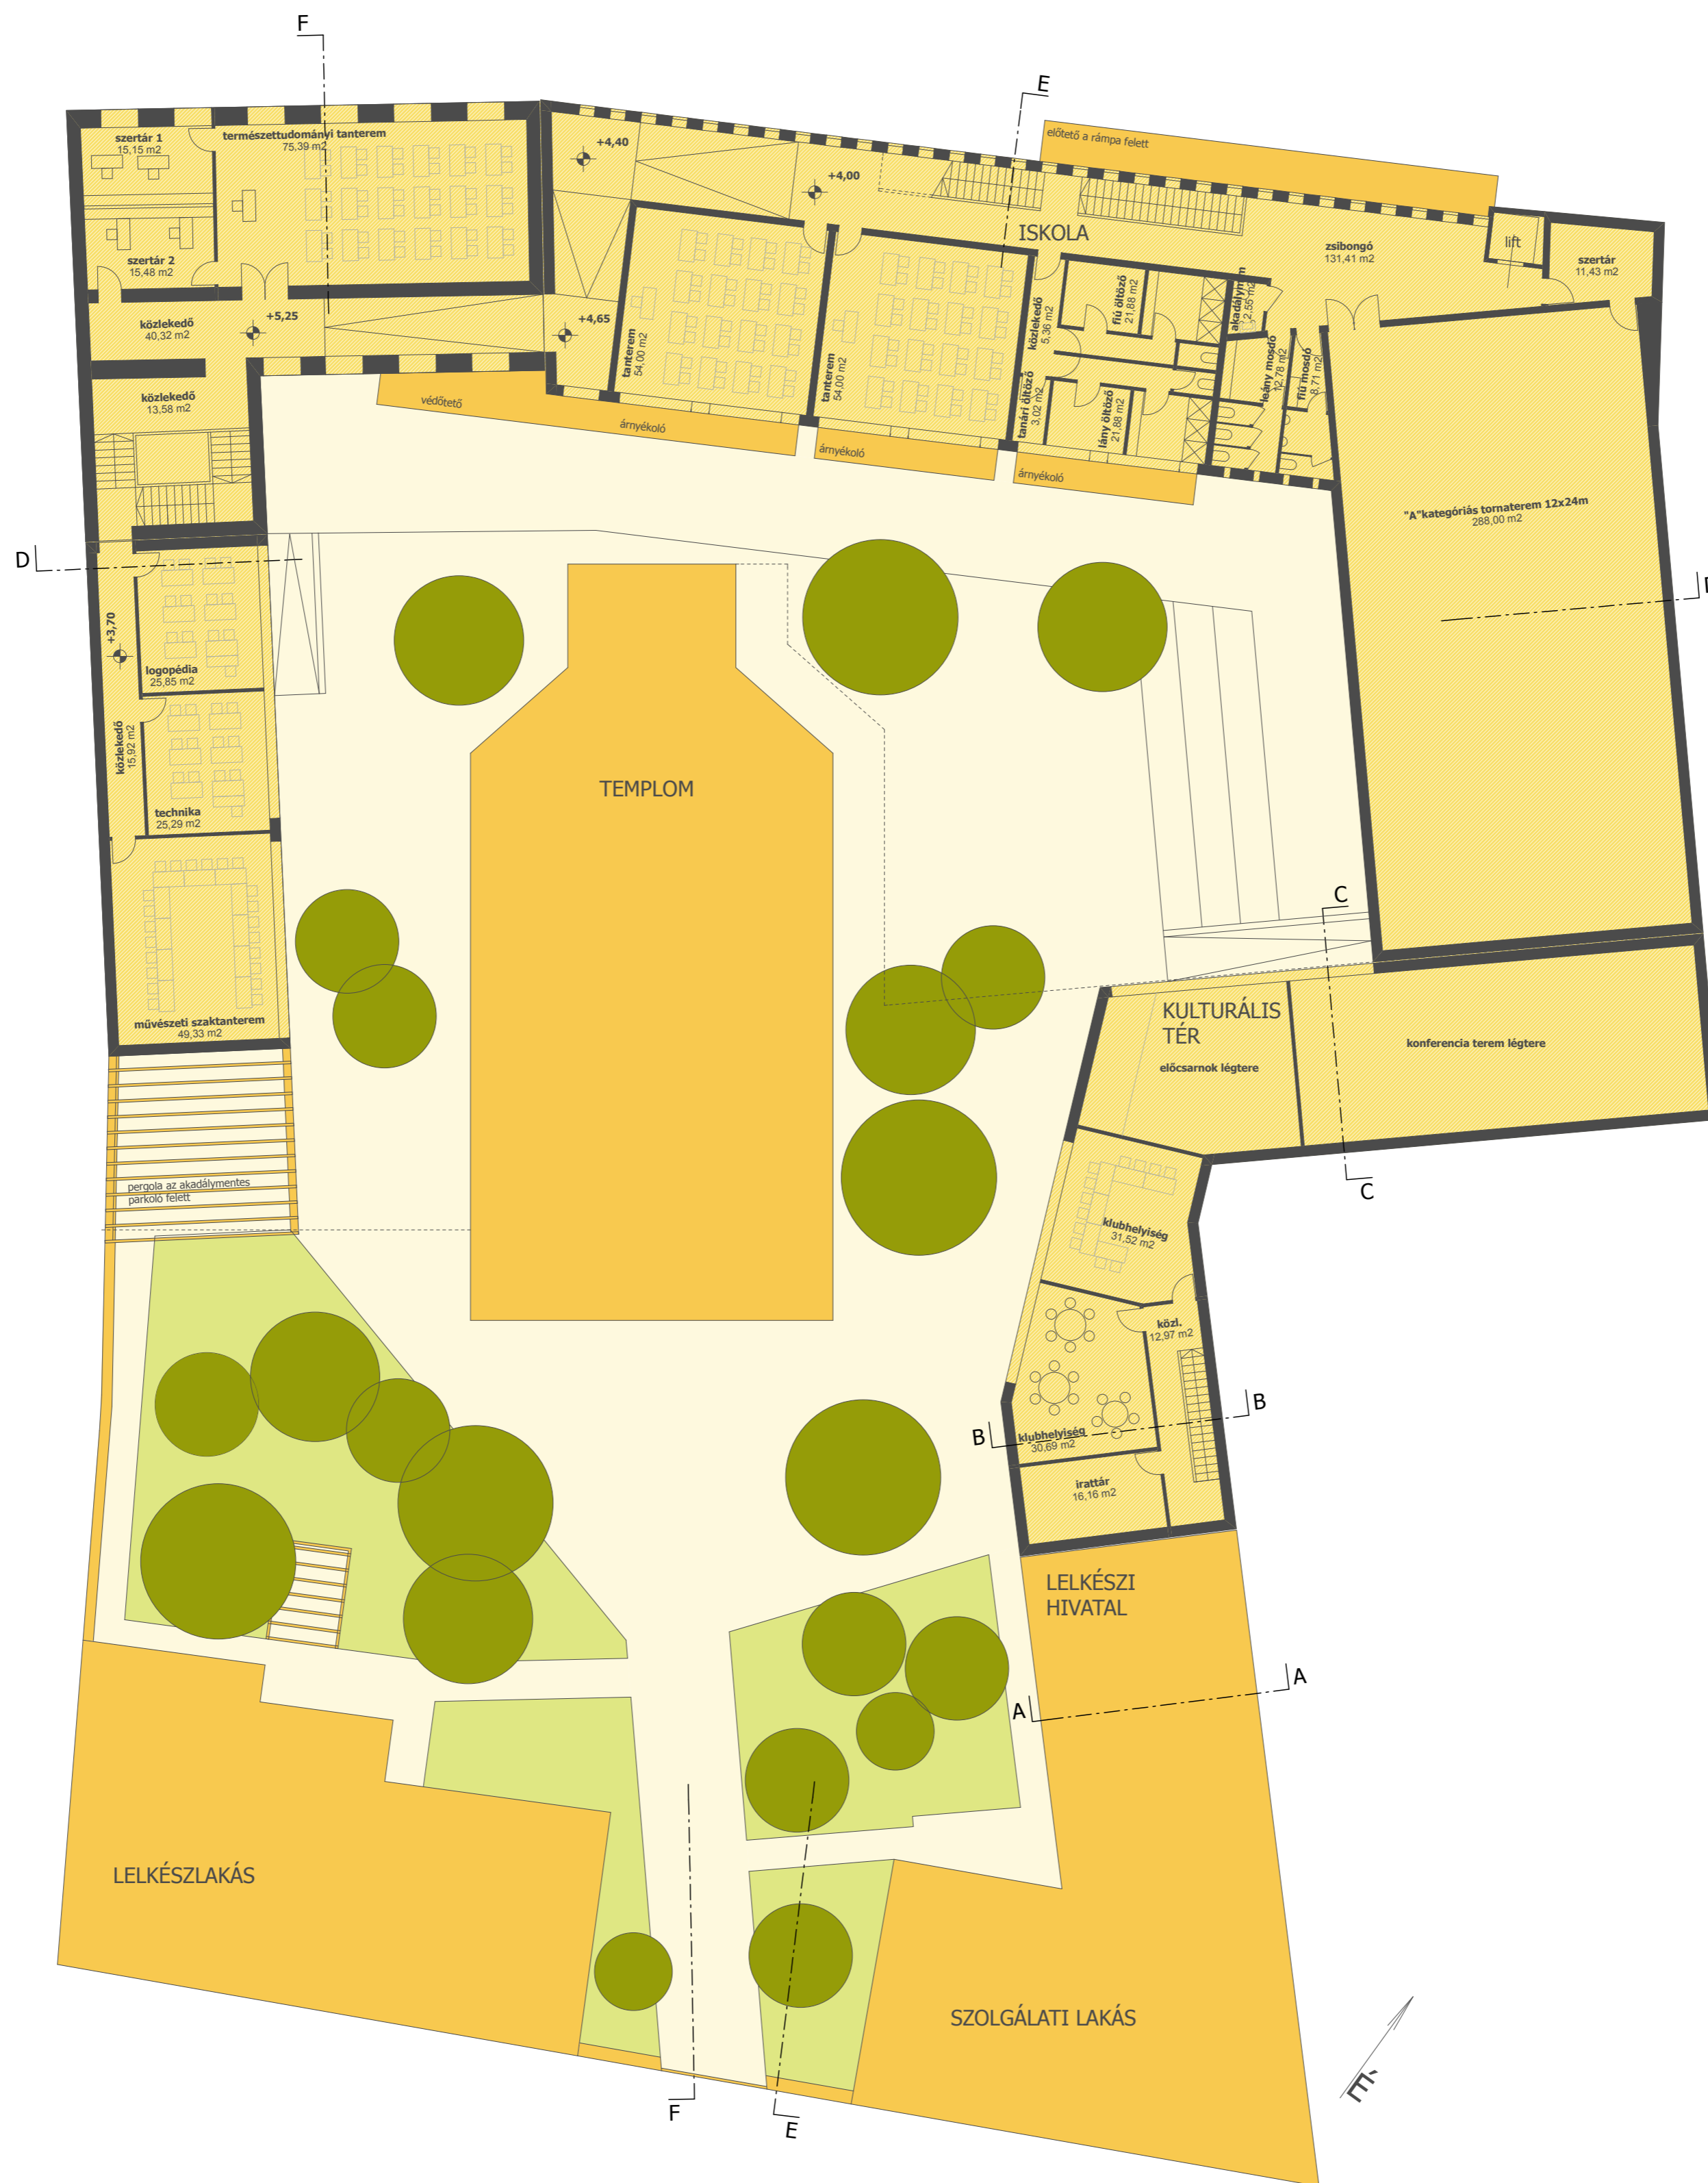 F
E
előtető a rámpa felett
szertár 1
15,15 m2
természettudományi tanterem
75,39 m2
+4,40
+4,00
ISKOLA
zsibongó
131,41 m2
lift
szertár
11,43 m2
szertár 2
15,48 m2
közlekedő
40,32 m2
+5,25
+4,65
tanterem
54,00 m2
tanterem
54,00 m2
közlekedő
5,36 m2
fiú öltöző
21,88 m2
2,55 m2
leány mosdó
12,78 m2
fiú mosdó
8,71 m2
tanári öltöző
3,02 m2
lány öltöző
21,88 m2
közlekedő
13,58 m2
védőtető
árnyékoló
árnyékoló
árnyékoló
"A"kategóriás tornaterem 12x24m
288,00 m2
D
+3,70
logopédia
25,85 m2
közlekedő
15,92 m2
technika
25,29 m2
művészeti szaktanterem
49,33 m2
TEMPLOM
C
KULTURÁLIS
TÉR
előcsarnok légtere
konferencia terem légtere
C
pergola az akadálymentes
parkoló felett
klubhelyiség
31,52 m2
közl.
12,97 m2
B
B
klubhelyiség
30,69 m2
irattár
16,16 m2
LELKÉSZI
HIVATAL
A
A
LELKÉSZLAKÁS
SZOLGÁLATI LAKÁS
É
F
E